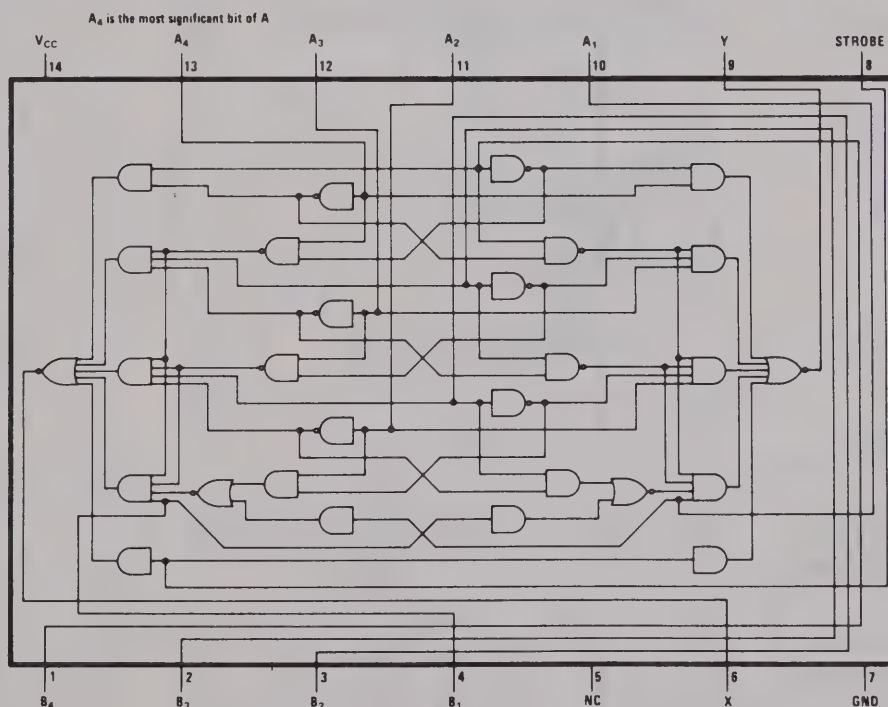 A₄ is the most significant bit of A
V_CC A₄ A₃ A₂ A₁ Y STROBE
14 13 12 11 10 9 8
1 2 3 4 5 6 7
B₄ B₃ B₂ B₁ NC X GND